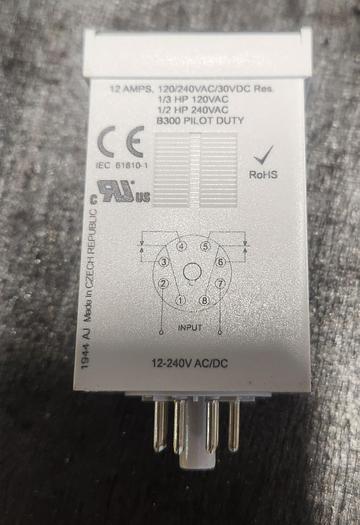 12 AMPS, 120/240VAC/30VDC Res.
1/3 HP 120VAC
1/2 HP 240VAC
B300 PILOT DUTY
CE
IEC 61810-1
RoHS
c RU US
1944 AJ Made in CZECH REPUBLIC
4 5
3 6
2 7
1 8
INPUT
12-240V AC/DC